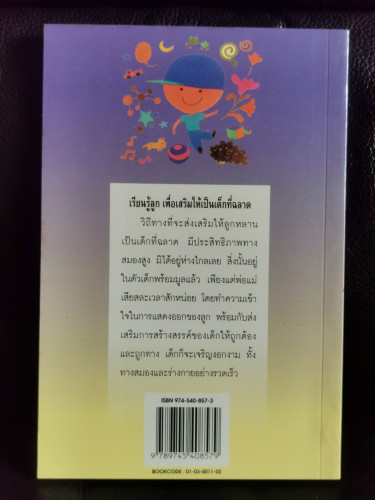 เรียนรู้ลูก เพื่อเสริมให้เป็นเด็กที่ฉลาด
วิถีทางที่จะส่งเสริมให้ลูกหลาน
เป็นเด็กที่ฉลาด มีประสิทธิภาพทาง
สมองสูง มิได้อยู่ห่างไกลเลย สิ่งนั้นอยู่
ในตัวเด็กพร้อมมูลแล้ว เพียงแต่พ่อแม่
เสียสละเวลาสักหน่อย โดยทำความเข้า
ใจในการแสดงออกของลูก พร้อมกับส่ง
เสริมการสร้างสรรค์ของเด็กให้ถูกต้อง
และถูกทาง เด็กก็จะเจริญงอกงาม ทั้ง
ทางสมองและร่างกายอย่างรวดเร็ว
ISBN 974-540-857-3
9789745408579
BOOKCODE : 01-03-0011-02